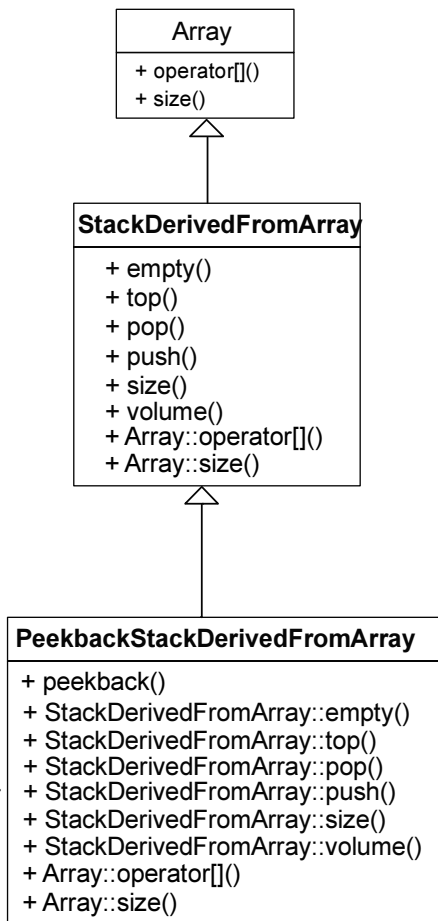 Array
+ operator[]()
+ size()
StackDerivedFromArray
+ empty()
+ top()
+ pop()
+ push()
+ size()
+ volume()
+ Array::operator[]()
+ Array::size()
PeekbackStackDerivedFromArray
+ peekback()
+ StackDerivedFromArray::empty()
+ StackDerivedFromArray::top()
+ StackDerivedFromArray::pop()
+ StackDerivedFromArray::push()
+ StackDerivedFromArray::size()
+ StackDerivedFromArray::volume()
+ Array::operator[]()
+ Array::size()